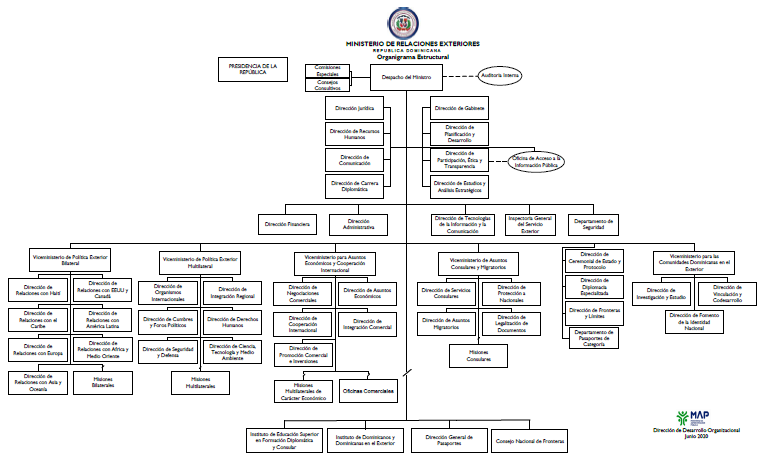 MINISTERIO DE RELACIONES EXTERIORES
REPUBLICA DOMINICANA
Organigrama Estructural
PRESIDENCIA DE LA
REPÚBLICA
Comisiones
Especiales
Consejos
Consultivos
Despacho del Ministro
Auditoría Interna
Dirección Jurídica
Dirección de Gabinete
Dirección de Recursos
Humanos
Dirección de
Planificación y
Desarrollo
Dirección de
Comunicación
Dirección de
Participación, Ética y
Transparencia
Oficina de Acceso a la
Información Pública
Dirección de Carrera
Diplomática
Dirección de Estudios y
Análisis Estratégicos
Dirección Financiera
Dirección
Administrativa
Dirección de Tecnologías
de la Información y la
Comunicación
Inspectoría General
del Servicio
Exterior
Departamento de
Seguridad
Viceministerio de Política Exterior
Bilateral
Dirección de
Relaciones con Haití
Dirección de
Relaciones con EEUU y
Canadá
Dirección de
Relaciones con el
Caribe
Dirección de
Relaciones con
América Latina
Dirección de
Relaciones con Europa
Dirección de
Relaciones con Africa y
Medio Oriente
Dirección de
Relaciones con Asia y
Oceanía
Misiones
Bilaterales
Viceministerio de Política Exterior
Multilateral
Dirección de
Organismos
Internacionales
Dirección de
Integración Regional
Dirección de Cumbres
y Foros Políticos
Dirección de
Derechos Humanos
Dirección de Seguridad
y Defensa
Dirección de Ciencia,
Tecnología y Medio
Ambiente
Misiones
Multilaterales
Viceministerio para Asuntos
Económicos y Cooperación
Internacional
Dirección de
Negociaciones
Comerciales
Dirección de Asuntos
Económicos
Dirección de
Cooperación
Internacional
Dirección de
Integración Comercial
Dirección de
Promoción Comercial
e Inversiones
Misiones
Multilaterales de
Carácter Económico
Oficinas Comerciales
Viceministerio de Asuntos
Consulares y Migratorios
Dirección de Servicios
Consulares
Dirección de
Protección a
Nacionales
Dirección de Asuntos
Migratorios
Dirección de
Legalización de
Documentos
Misiones
Consulares
Dirección de
Ceremonial de Estado y
Protocolo
Dirección de
Diplomacia
Especializada
Dirección de Fronteras
y Límites
Departamento de
Pasaportes de
Categoría
Viceministerio para las
Comunidades Dominicanas en el
Exterior
Dirección de
Investigación y Estudio
Dirección de
Vinculación y
Codesarrollo
Dirección de Fomento
de la Identidad
Nacional
Instituto de Educación Superior
en Formación Diplomática
y Consular
Instituto de Dominicanos y
Dominicanas en el Exterior
Dirección General de
Pasaportes
Consejo Nacional de Fronteras
MAP
Dirección de Desarrollo Organizacional
Junio 2020